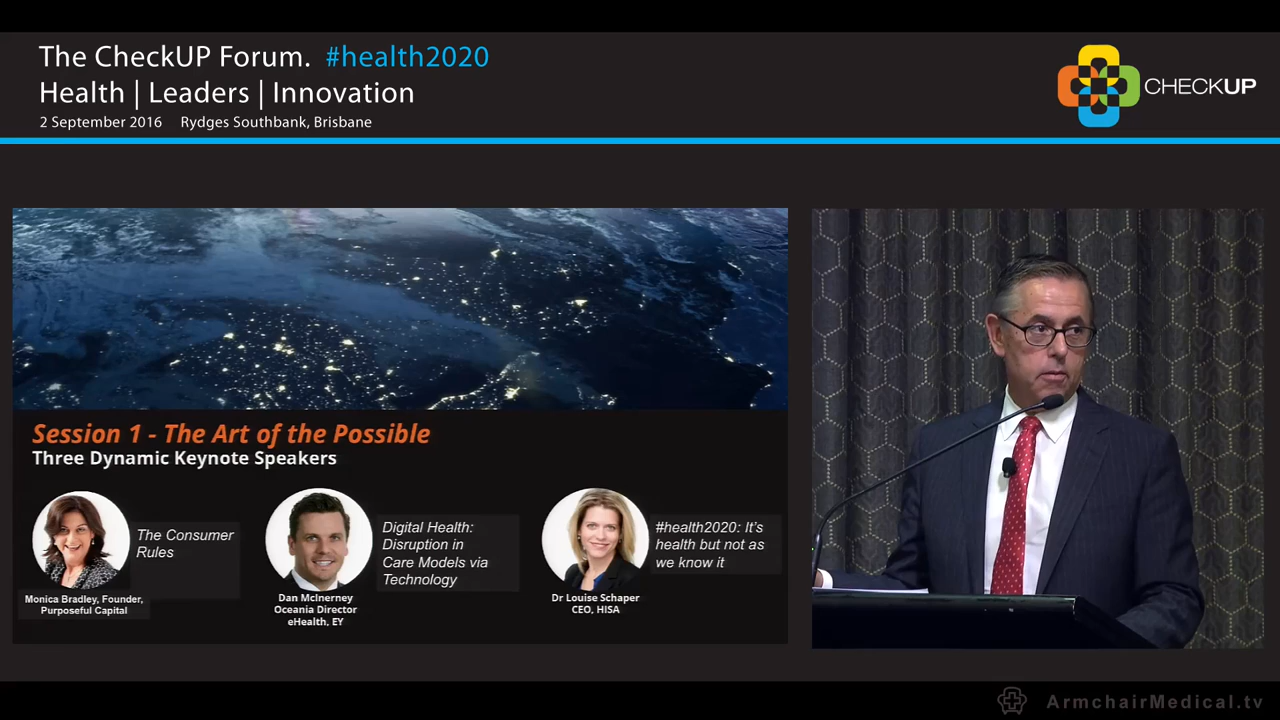 The CheckUP Forum. #health2020
Health | Leaders | Innovation
2 September 2016 Rydges Southbank, Brisbane
CHECKUP
Session 1 - The Art of the Possible
Three Dynamic Keynote Speakers
The Consumer
Rules
Monica Bradley, Founder,
Purposeful Capital
Digital Health:
Disruption in
Care Models via
Technology
Dan McInerney
Oceania Director
eHealth, EY
#health2020: It's
health but not as
we know it
Dr Louise Schaper
CEO, HISA
ArmchairMedical.tv